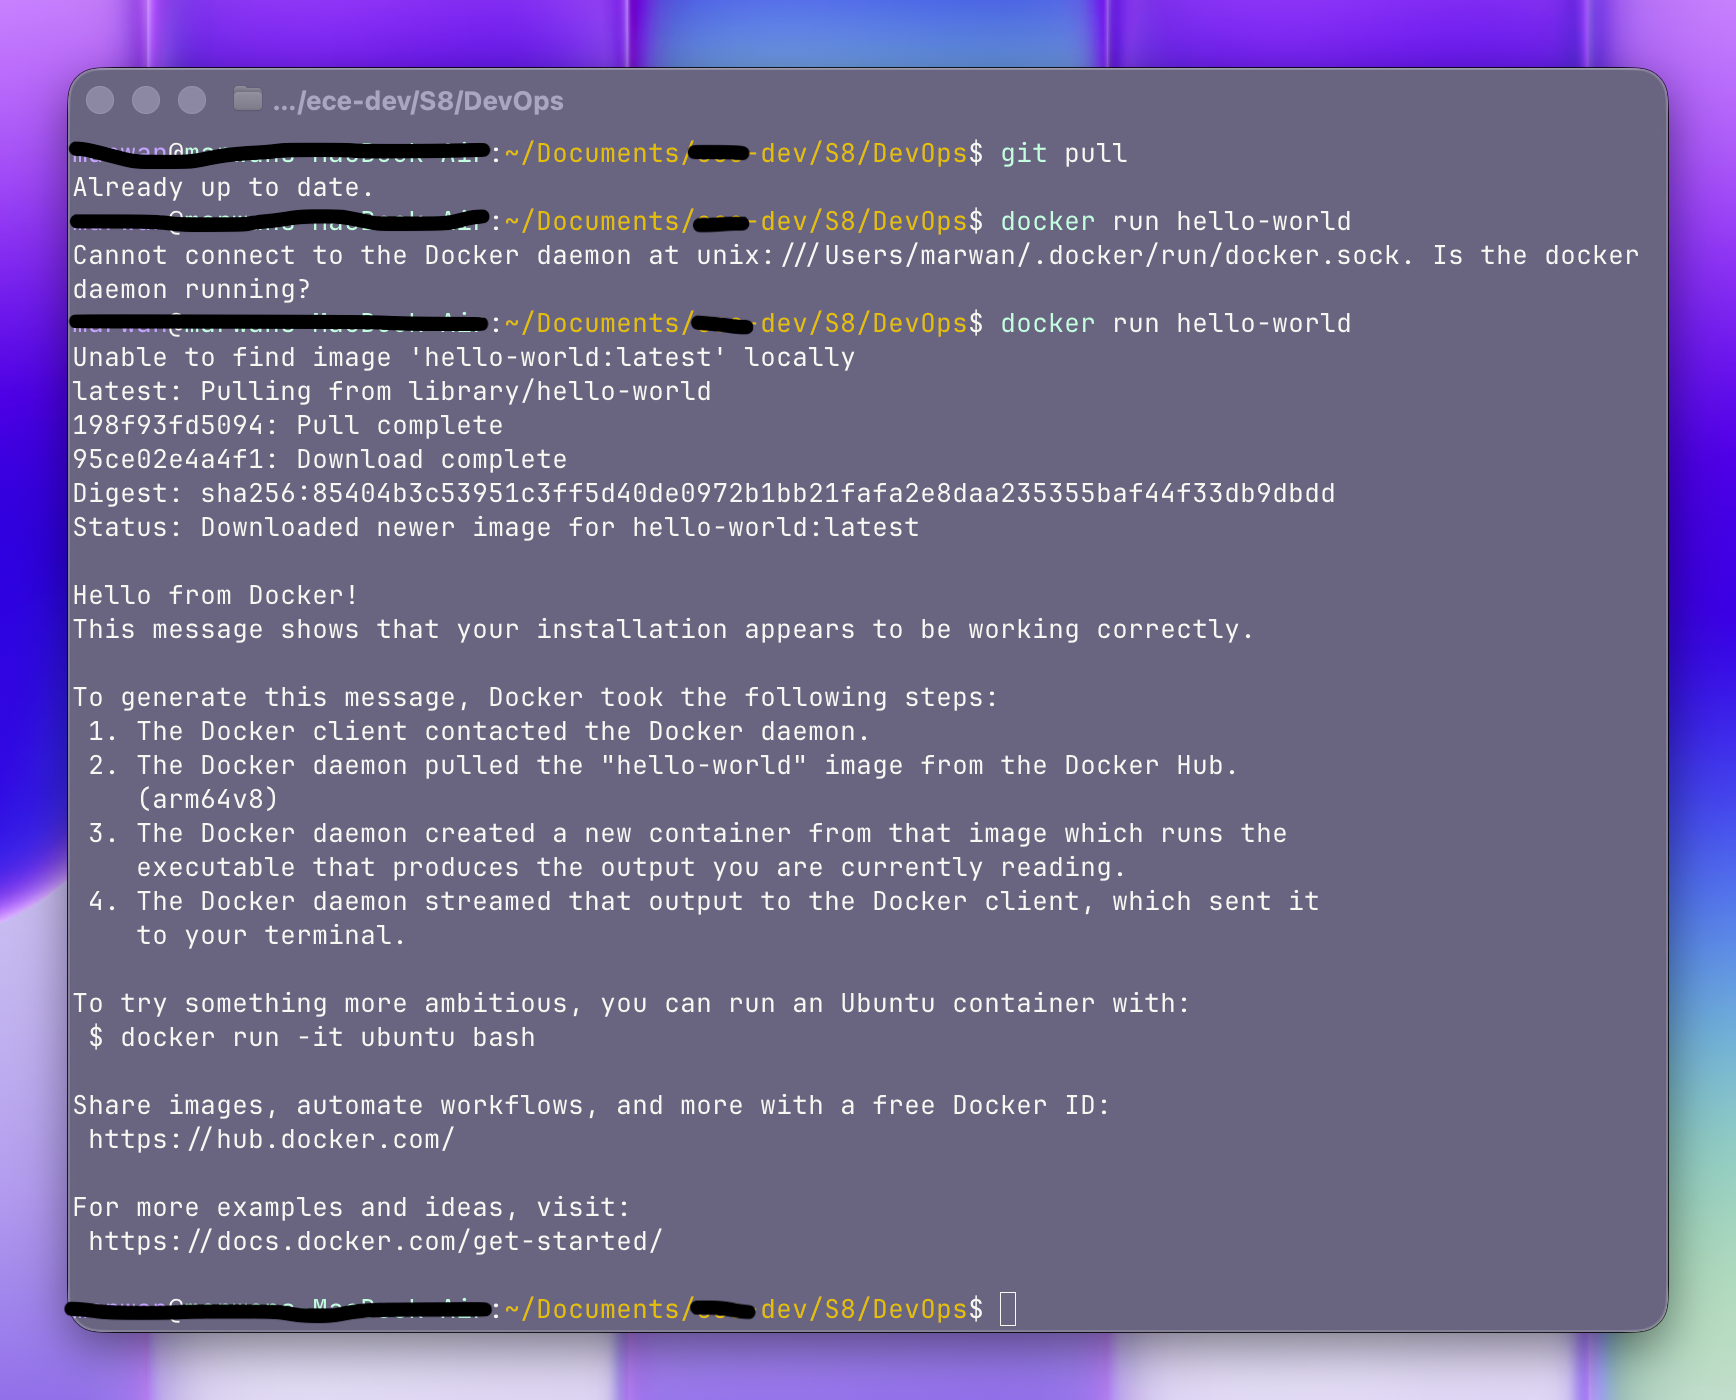 .../ece-dev/S8/DevOps
:~/Documents/-dev/S8/DevOps$ git pull
Already up to date.
:~/Documents/-dev/S8/DevOps$ docker run hello-world
Cannot connect to the Docker daemon at unix:///Users/marwan/.docker/run/docker.sock. Is the docker
daemon running?
:~/Documents/-dev/S8/DevOps$ docker run hello-world
Unable to find image 'hello-world:latest' locally
latest: Pulling from library/hello-world
198f93fd5094: Pull complete
95ce02e4a4f1: Download complete
Digest: sha256:85404b3c53951c3ff5d40de0972b1bb21fafa2e8daa235355baf44f33db9dbdd
Status: Downloaded newer image for hello-world:latest
Hello from Docker!
This message shows that your installation appears to be working correctly.
To generate this message, Docker took the following steps:
1. The Docker client contacted the Docker daemon.
2. The Docker daemon pulled the "hello-world" image from the Docker Hub.
(arm64v8)
3. The Docker daemon created a new container from that image which runs the
executable that produces the output you are currently reading.
4. The Docker daemon streamed that output to the Docker client, which sent it
to your terminal.
To try something more ambitious, you can run an Ubuntu container with:
$ docker run -it ubuntu bash
Share images, automate workflows, and more with a free Docker ID:
https://hub.docker.com/
For more examples and ideas, visit:
https://docs.docker.com/get-started/
:~/Documents/-dev/S8/DevOps$